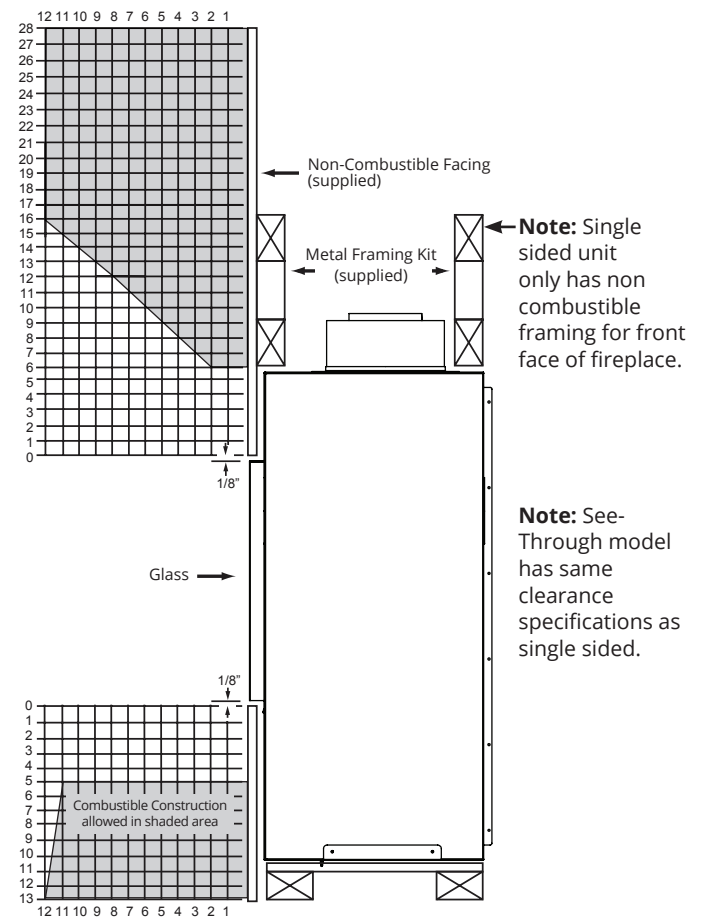 12 11 10 9 8 7 6 5 4 3 2 1
28
27
26
25
24
23
22
21
20
19
18
17
16
15
14
13
12
11
10
9
8
7
6
5
4
3
2
1
0
Non-Combustible Facing
(supplied)
Metal Framing Kit
(supplied)
Note: Single
sided unit
only has non
combustible
framing for front
face of fireplace.
1/8"
Glass
Note: See-
Through model
has same
clearance
specifications as
single sided.
1/8"
0
1
2
3
4
5
6
7
8
9
10
11
12
13
Combustible Construction
allowed in shaded area
12 11 10 9 8 7 6 5 4 3 2 1